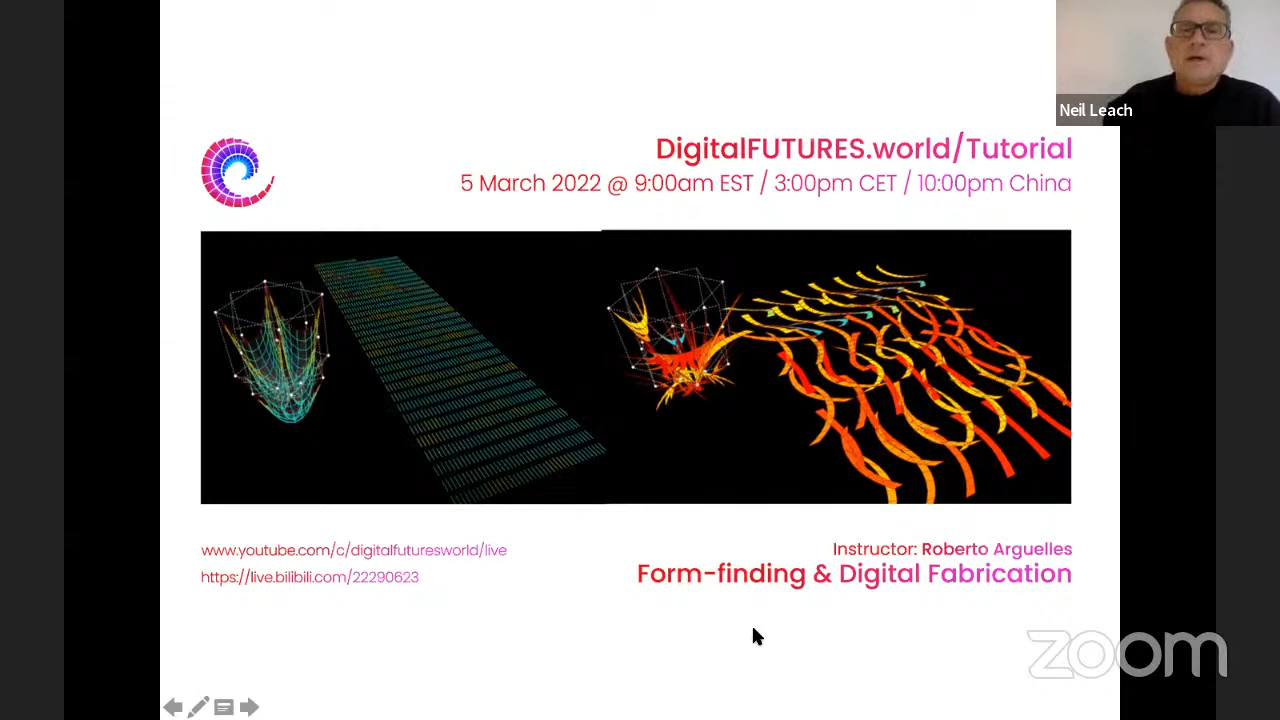 Neil Leach
DigitalFUTURES.world/Tutorial
5 March 2022 @ 9:00am EST / 3:00pm CET / 10:00pm China
www.youtube.com/c/digitalfuturesworld/live
https://live.bilibili.com/22290623
Instructor: Roberto Arguelles
Form-finding & Digital Fabrication
zoom